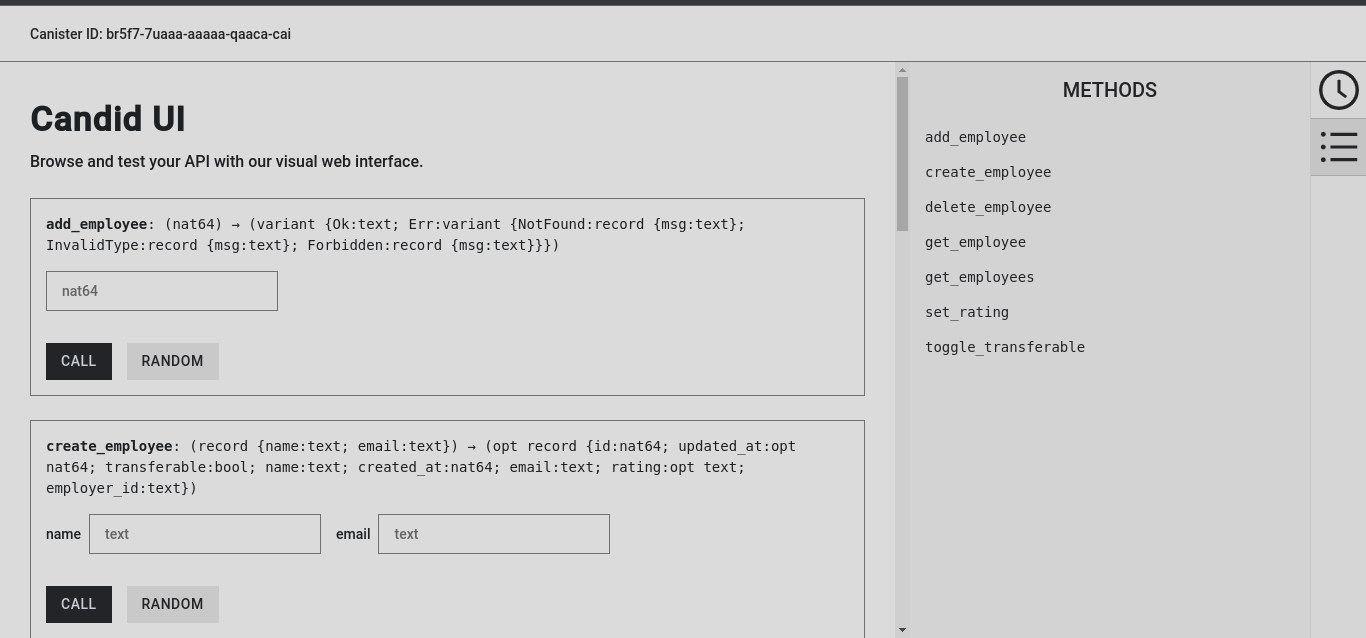 Canister ID: br5f7-7uaaa-aaaaa-qaaca-cai
Candid UI
Browse and test your API with our visual web interface.
add_employee: (nat64) → (variant {Ok:text; Err:variant {NotFound:record {msg:text};
InvalidType:record {msg:text}; Forbidden:record {msg:text}}})
nat64
CALL
RANDOM
create_employee: (record {name:text; email:text}) → (opt record {id:nat64; updated_at:opt
nat64; transferable:bool; name:text; created_at:nat64; email:text; rating:opt text;
employer_id:text})
name
text
email
text
CALL
RANDOM
METHODS
add_employee
create_employee
delete_employee
get_employee
get_employees
set_rating
toggle_transferable